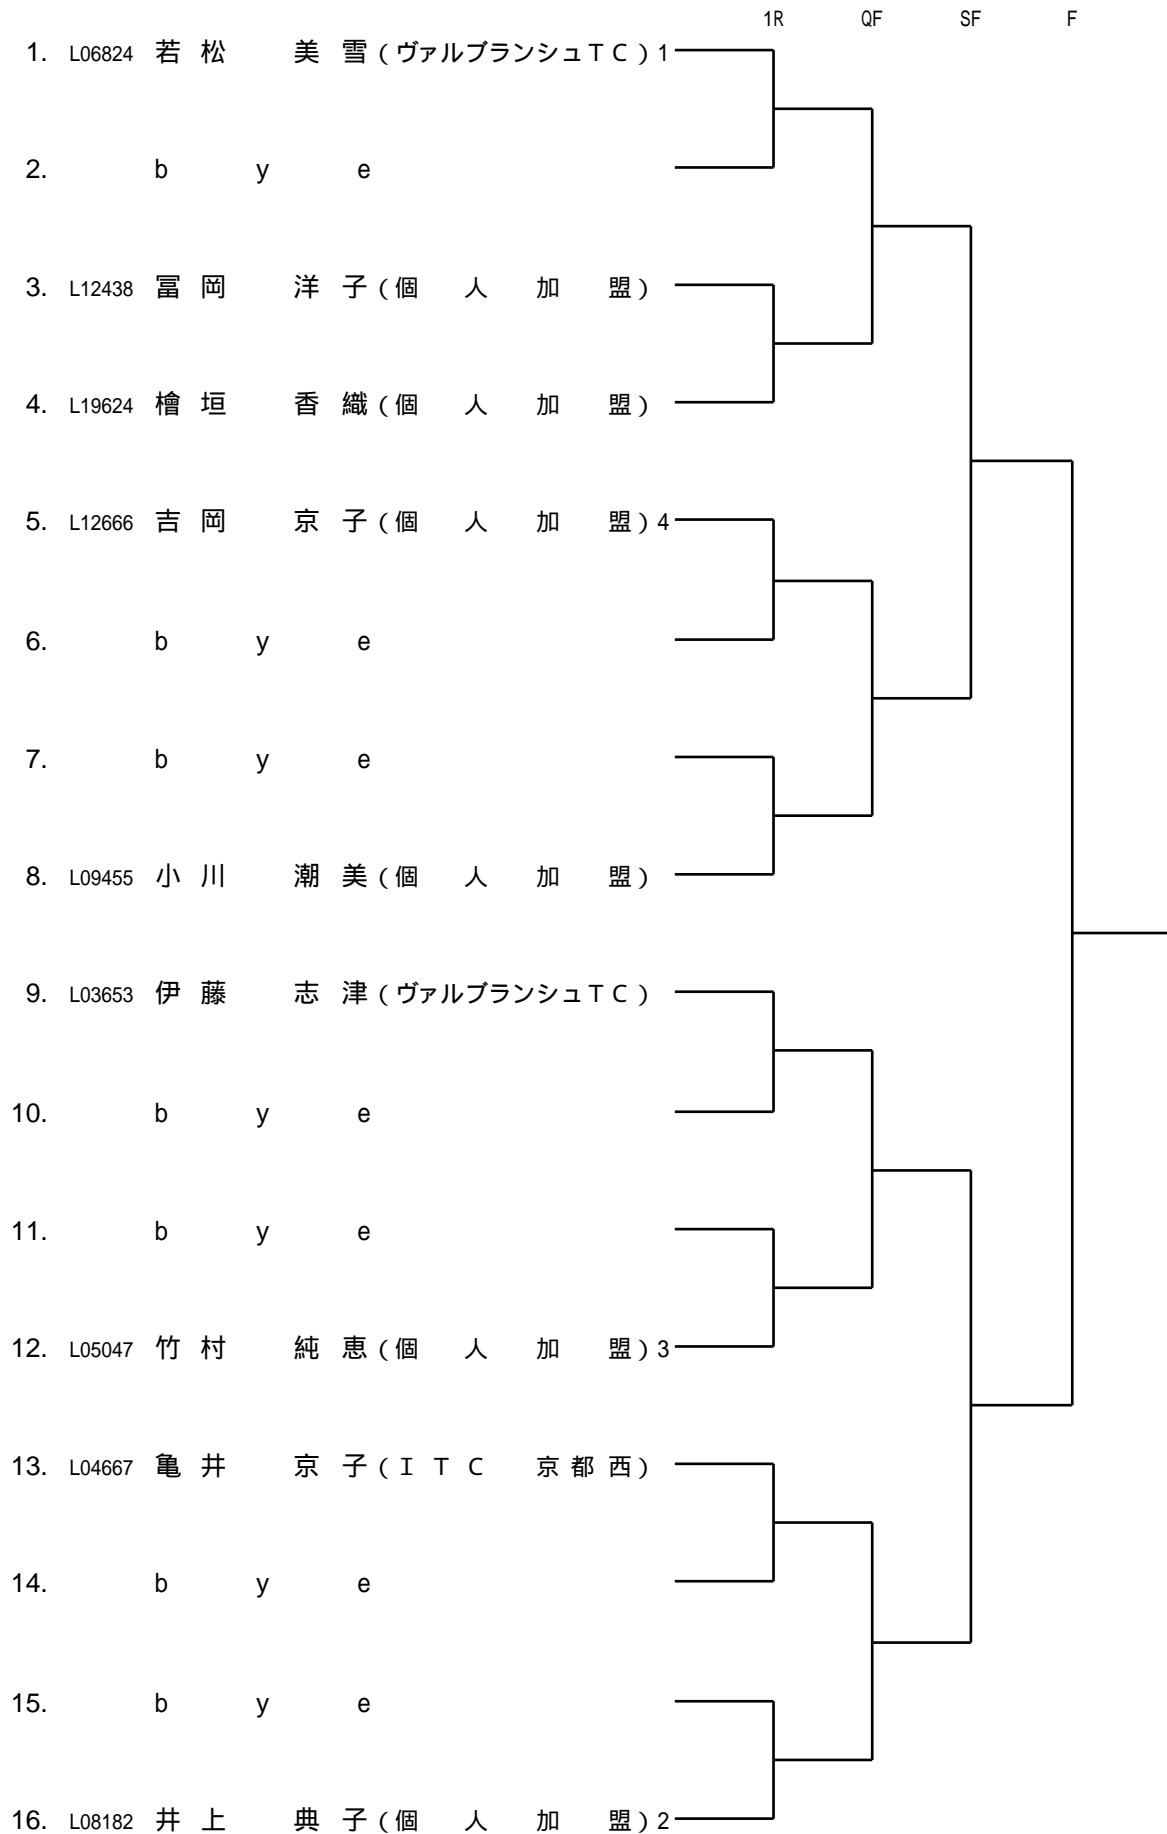 1R QF SF F
1. L06824 若松 美雪(ヴァルブランシュTC)1
2. bye
3. L12438 冨岡 洋子(個人加盟)
4. L19624 檜垣 香織(個人加盟)
5. L12666 吉岡 京子(個人加盟)4
6. bye
7. bye
8. L09455 小川 潮美(個人加盟)
9. L03653 伊藤 志津(ヴァルブランシュTC)
10. bye
11. bye
12. L05047 竹村 純恵(個人加盟)3
13. L04667 亀井 京子(ITC 京都西)
14. bye
15. bye
16. L08182 井上 典子(個人加盟)2